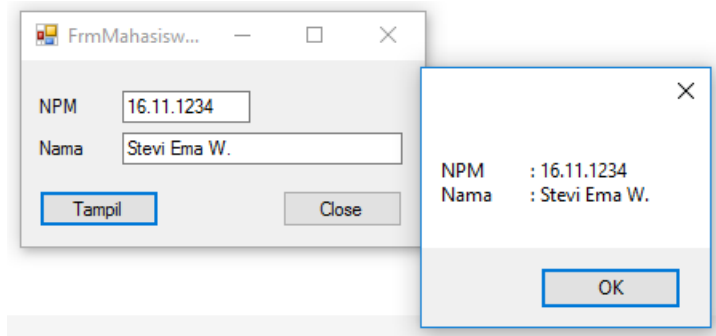 FrmMahasisw...
NPM 16.11.1234
Nama Stevi Ema W.
Tampil Close
NPM : 16.11.1234
Nama : Stevi Ema W.
OK